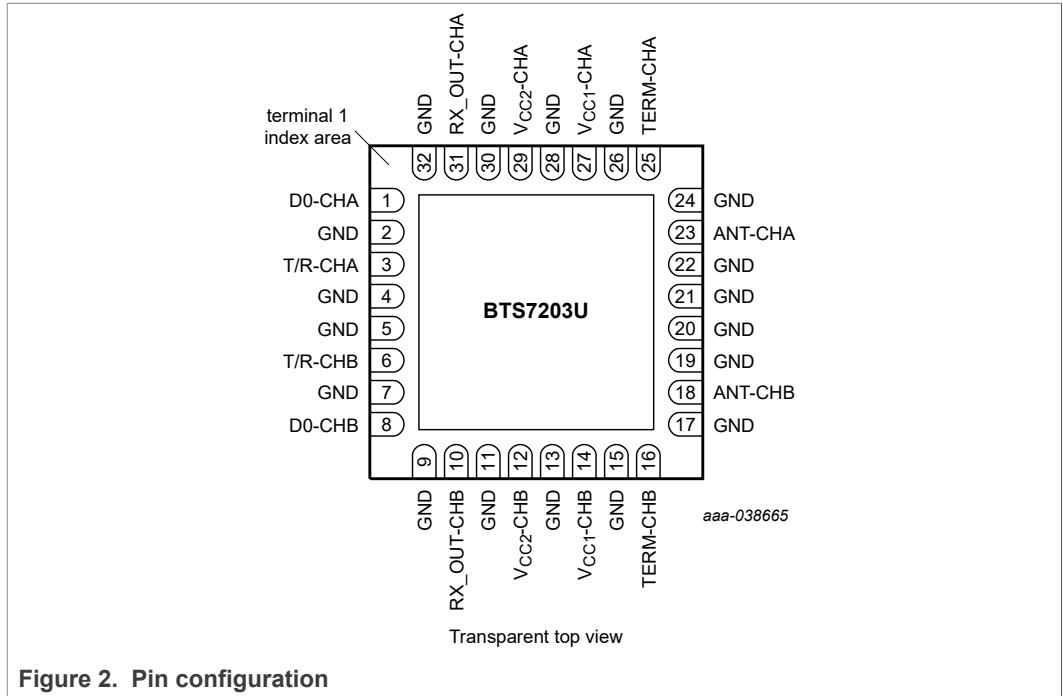 GND
RX_OUT-CHA
GND
VCC2-CHA
GND
VCC1-CHA
GND
TERM-CHA
terminal 1
index area
32
31
30
29
28
27
26
25
D0-CHA 1
GND 2
T/R-CHA 3
GND 4
GND 5
T/R-CHB 6
GND 7
D0-CHB 8
BTS7203U
24 GND
23 ANT-CHA
22 GND
21 GND
20 GND
19 GND
18 ANT-CHB
17 GND
9
10
11
12
13
14
15
16
GND
RX_OUT-CHB
GND
VCC2-CHB
GND
VCC1-CHB
GND
TERM-CHB
aaa-038665
Transparent top view
Figure 2. Pin configuration